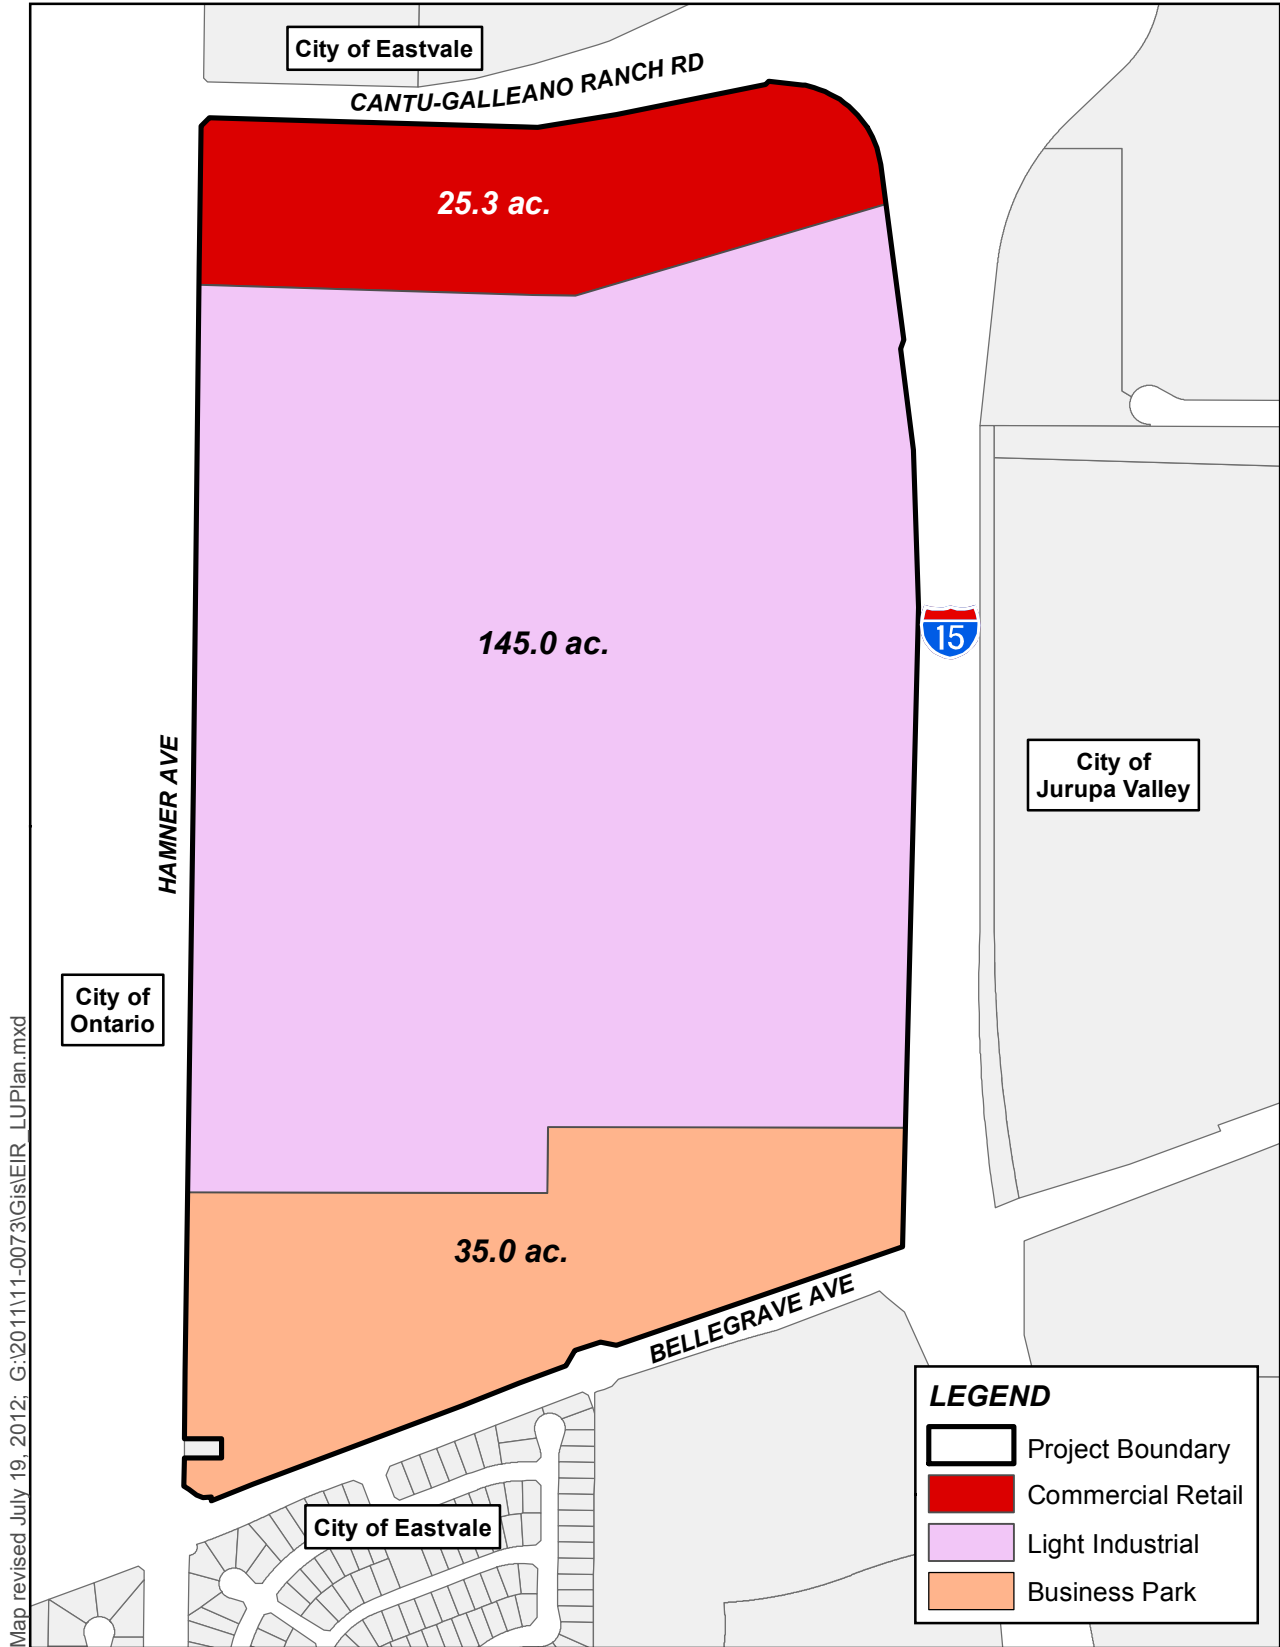 City of Eastvale
CANTU-GALLEANO RANCH RD
25.3 ac.
145.0 ac.
15
HAMNER AVE
City of
Jurupa Valley
City of
Ontario
35.0 ac.
BELLEGRAVE AVE
City of Eastvale
LEGEND
Project Boundary
Commercial Retail
Light Industrial
Business Park
Map revised July 19, 2012; G:\2011\11-0073\Gis\EIR_LUPlan.mxd